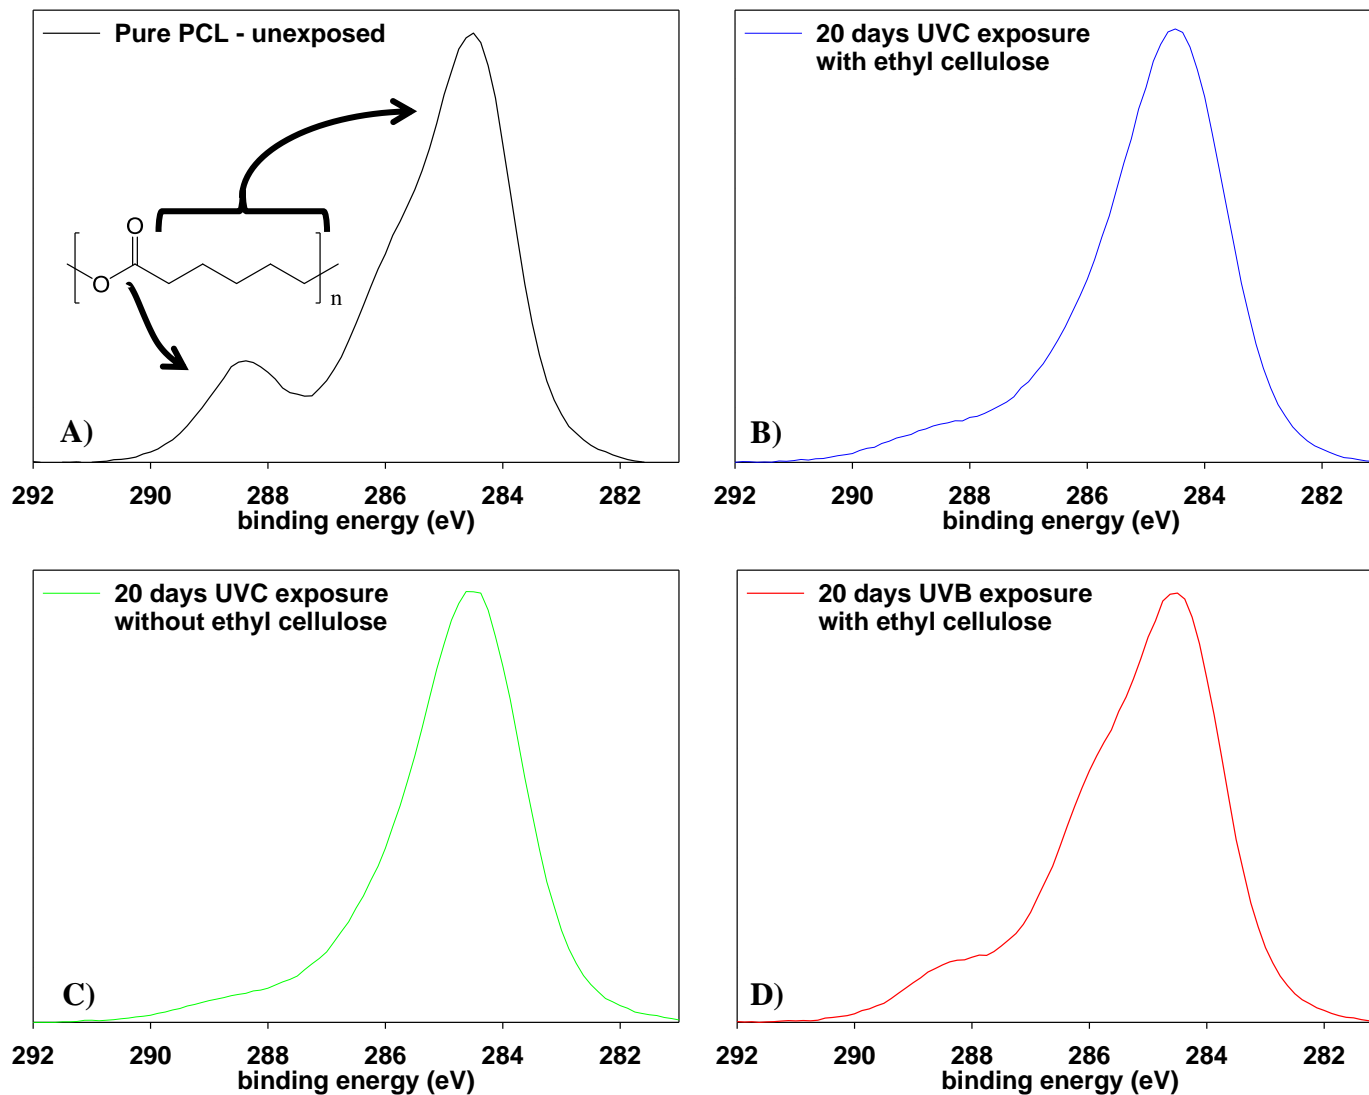 Pure PCL - unexposed
O
O
n
A)
292 290 288 286 284 282
binding energy (eV)
20 days UVC exposure
with ethyl cellulose
B)
292 290 288 286 284 282
binding energy (eV)
20 days UVC exposure
without ethyl cellulose
C)
292 290 288 286 284 282
binding energy (eV)
20 days UVB exposure
with ethyl cellulose
D)
292 290 288 286 284 282
binding energy (eV)